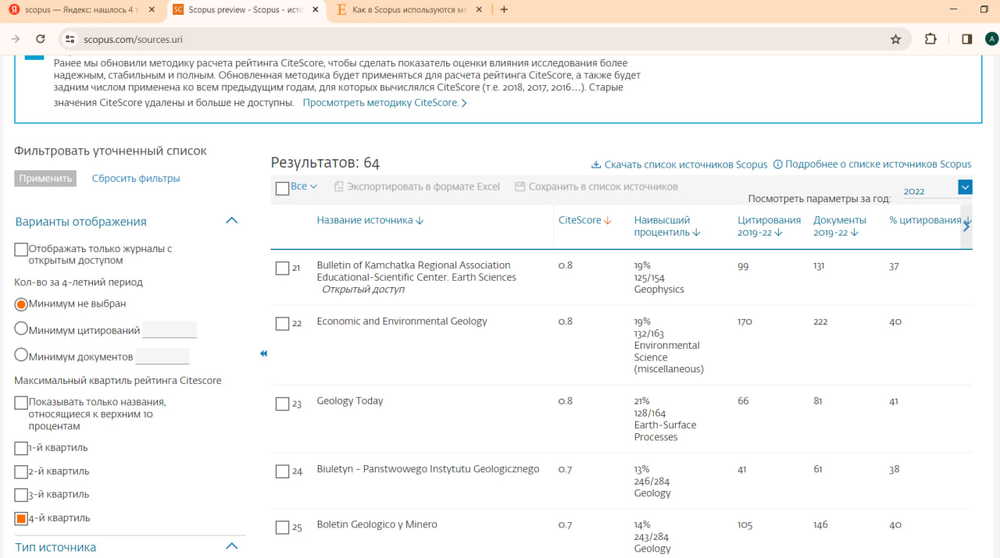 scopus — Яндекс: нашлось 4 т
Scopus preview - Scopus - исто
Как в Scopus используются ме
scopus.com/sources.uri
A
Ранее мы обновили методику расчета рейтинга CiteScore, чтобы сделать показатель оценки влияния исследования более
надежным, стабильным и полным. Обновленная методика будет применяться для расчета рейтинга CiteScore, а также будет
задним числом применена ко всем предыдущим годам, для которых вычислялся CiteScore (т.е. 2018, 2017, 2016...). Старые
значения CiteScore удалены и больше не доступны. Просмотреть методику CiteScore.
Фильтровать уточненный список
Применить Сбросить фильтры
Варианты отображения
Отображать только журналы с
открытым доступом
Кол-во за 4-летний период
Минимум не выбран
Минимум цитирований
Минимум документов
Максимальный квартиль рейтинга Citescore
Показывать только названия,
относящиеся к верхним 10
процентам
1-й квартиль
2-й квартиль
3-й квартиль
4-й квартиль
Тип источника
Результатов: 64
Скачать список источников Scopus Подробнее о списке источников Scopus
Все Экспортировать в формате Excel Сохранить в список источников
Посмотреть параметры за год: 2022
Название источника CiteScore Наивысший Цитирования Документы % цитирования
процентиль 2019-22 2019-22
21 Bulletin of Kamchatka Regional Association 0.8 19% 99 131 37
Educational-Scientific Center. Earth Sciences 125/154
Открытый доступ Geophysics
22 Economic and Environmental Geology 0.8 19% 170 222 40
132/163
Environmental
Science
(miscellaneous)
23 Geology Today 0.8 21% 66 81 41
128/164
Earth-Surface
Processes
24 Biuletyn - Panstwowego Instytutu Geologicznego 0.7 13% 41 61 38
246/284
Geology
25 Boletin Geologico y Minero 0.7 14% 105 146 40
243/284
Geology